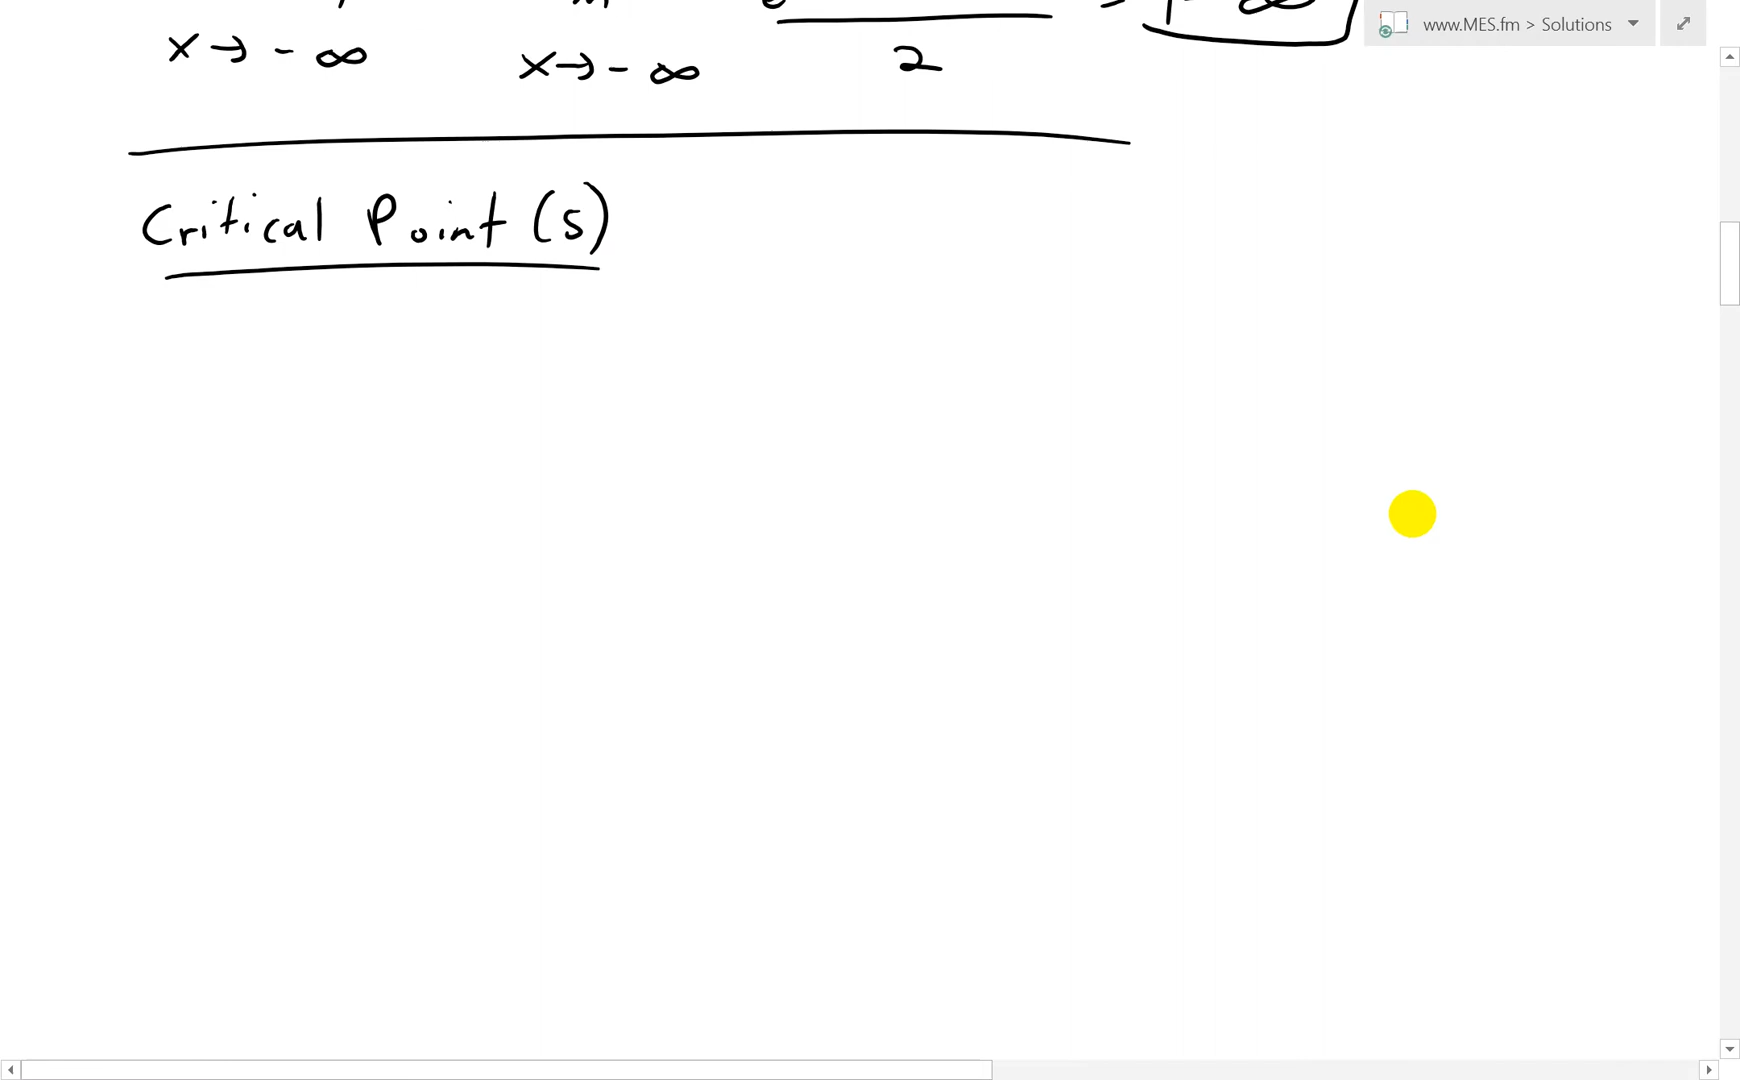 www.MES.fm > Solutions
x→ - ∞ x→ - ∞ 2
Critical Point (s)